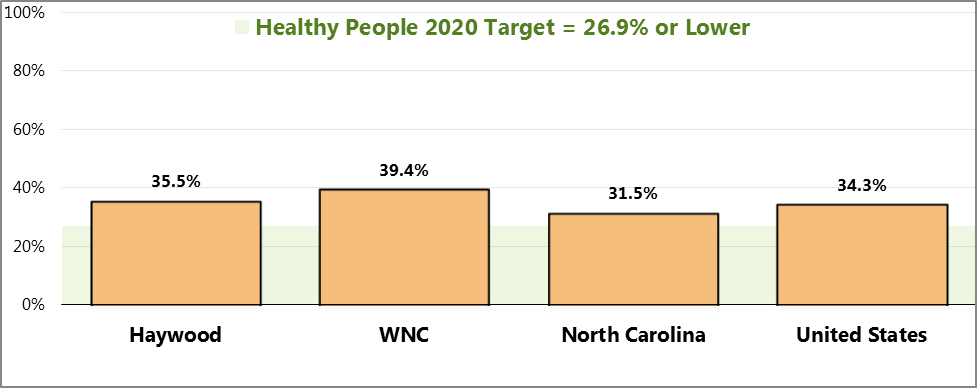 Healthy People 2020 Target = 26.9% or Lower
100%
80%
60%
40%
20%
0%
35.5%
39.4%
31.5%
34.3%
Haywood
WNC
North Carolina
United States